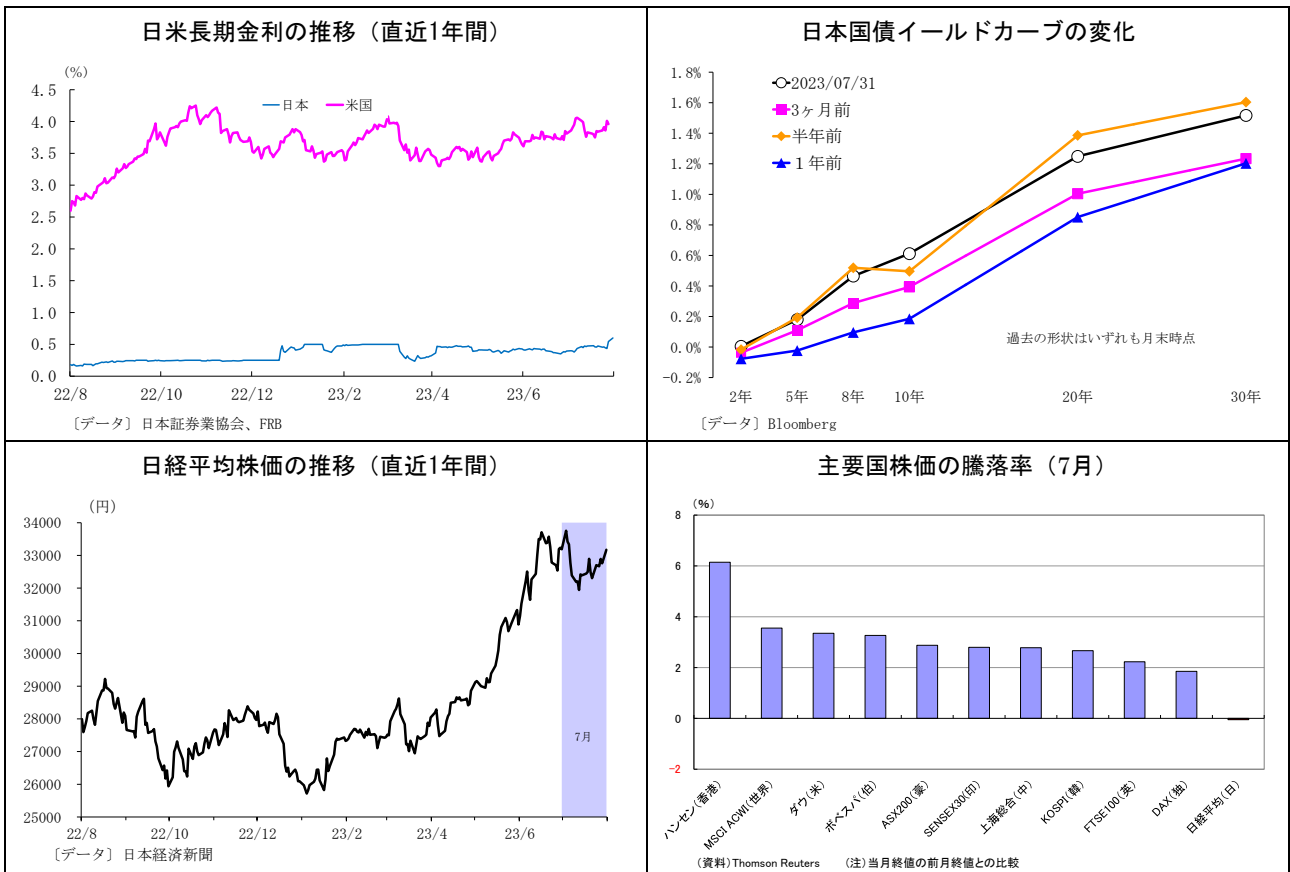 日米長期金利の推移（直近1年間）
(%)
4.5
4.0
3.5
3.0
2.5
2.0
1.5
1.0
0.5
0.0
日本
米国
22/8
22/10
22/12
23/2
23/4
23/6
〔データ〕日本証券業協会、FRB
日本国債イールドカーブの変化
1.8%
1.6%
1.4%
1.2%
1.0%
0.8%
0.6%
0.4%
0.2%
0.0%
-0.2%
2023/07/31
3ヶ月前
半年前
１年前
過去の形状はいずれも月末時点
2年
5年
8年
10年
20年
30年
〔データ〕Bloomberg
日経平均株価の推移（直近1年間）
（円）
34000
33000
32000
31000
30000
29000
28000
27000
26000
25000
7月
22/8
22/10
22/12
23/2
23/4
23/6
〔データ〕日本経済新聞
主要国株価の騰落率（7月）
（%）
8
6
4
2
0
-2
ハンセン（香港）
MSCI ACWI（世界）
ダウ（米）
ボベスパ（伯）
ASX200（豪）
SENSEX30（印）
上海総合（中）
KOSPI（韓）
FTSE100（英）
DAX（独）
日経平均（日）
（資料）Thomson Reuters　（注）当月終値の前月終値との比較